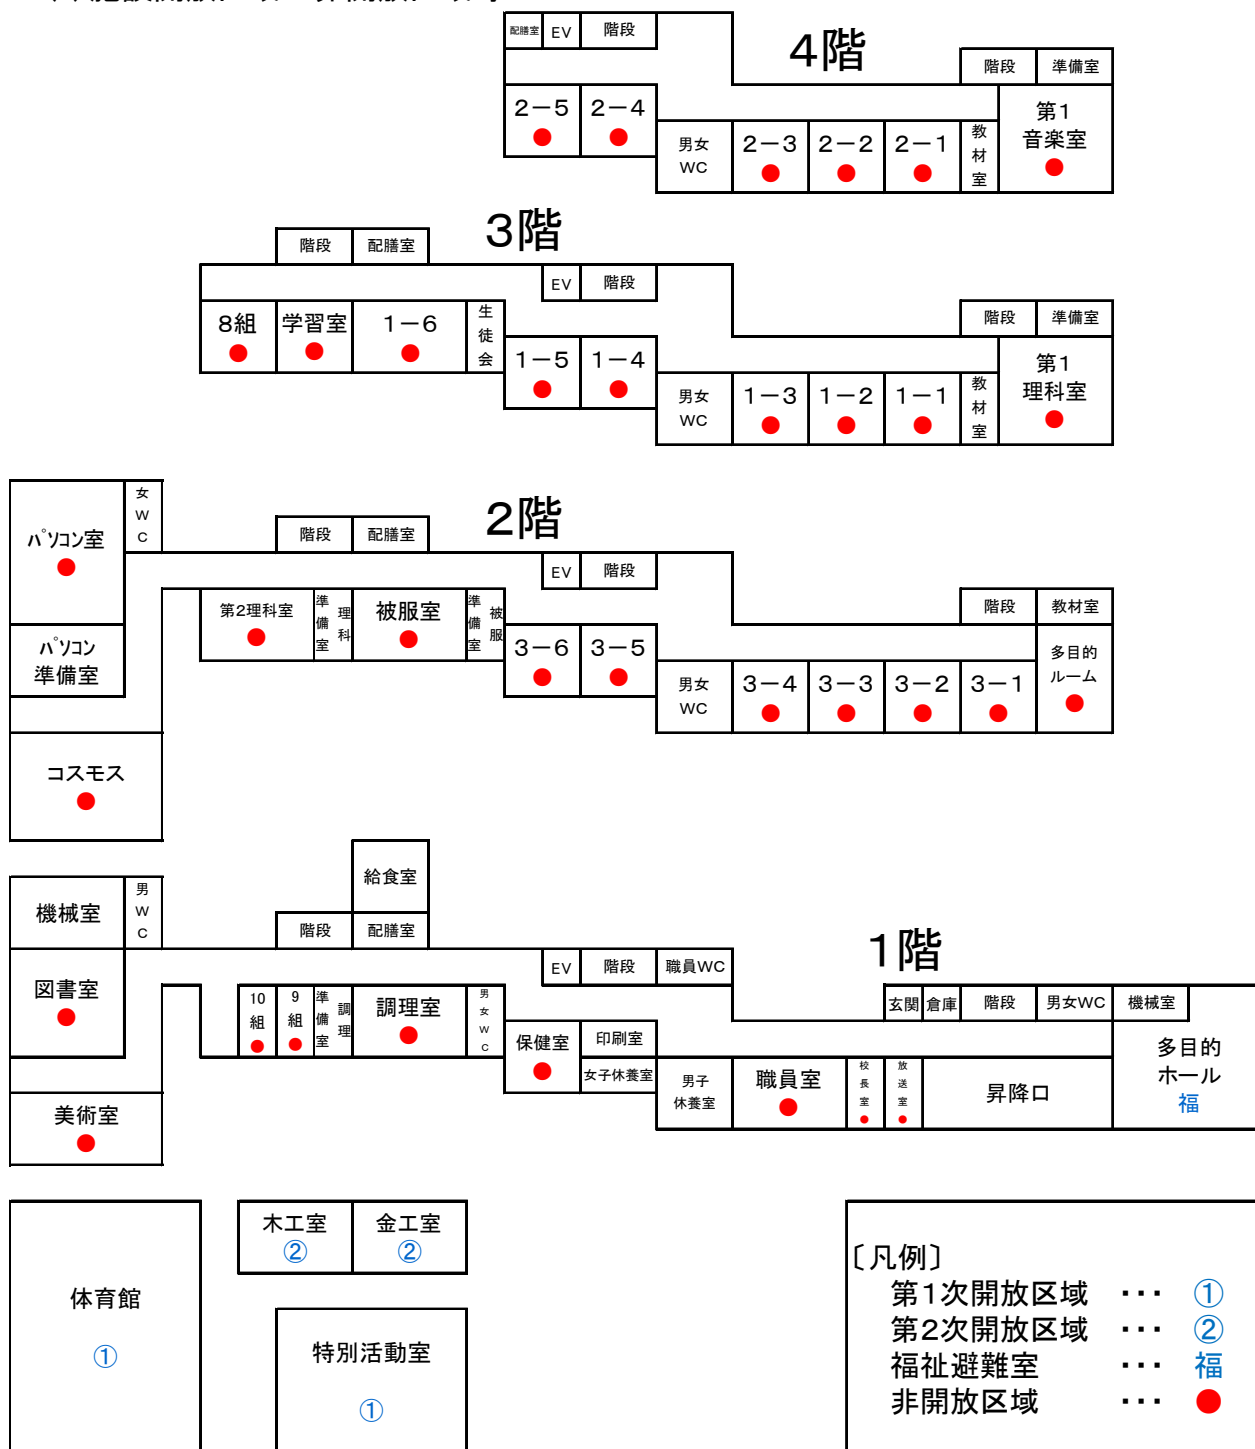 4階
配膳室 EV 階段
階段 準備室
2－5 2－4
● ●
男女
WC
2－3 2－2 2－1
● ● ●
教材室
第1
音楽室
●
3階
階段 配膳室
EV 階段
階段 準備室
8組 学習室 1－6
● ● ●
生徒会
1－5 1－4
● ●
男女
WC
1－3 1－2 1－1
● ● ●
教材室
第1
理科室
●
2階
パソコン室
●
女WC
階段 配膳室
EV 階段
階段 教材室
パソコン
準備室
第2理科室
●
理科
準備室
被服室
●
被服
準備室
3－6 3－5
● ●
男女
WC
3－4 3－3 3－2 3－1
● ● ● ●
多目的
ルーム
●
コスモス
●
1階
給食室
機械室
男WC
階段 配膳室
EV 階段 職員WC
玄関 倉庫 階段 男女WC 機械室
図書室
●
10
組
●
9
組
●
調理
準備室
調理室
●
男女WC
保健室
●
印刷室
女子休養室
男子
休養室
職員室
●
校長室
●
放送室
●
昇降口
多目的
ホール
福
美術室
●
体育館
①
木工室
②
金工室
②
特別活動室
①
〔凡例〕
第1次開放区域 ・・・ ①
第2次開放区域 ・・・ ②
福祉避難室 ・・・ 福
非開放区域 ・・・ ●